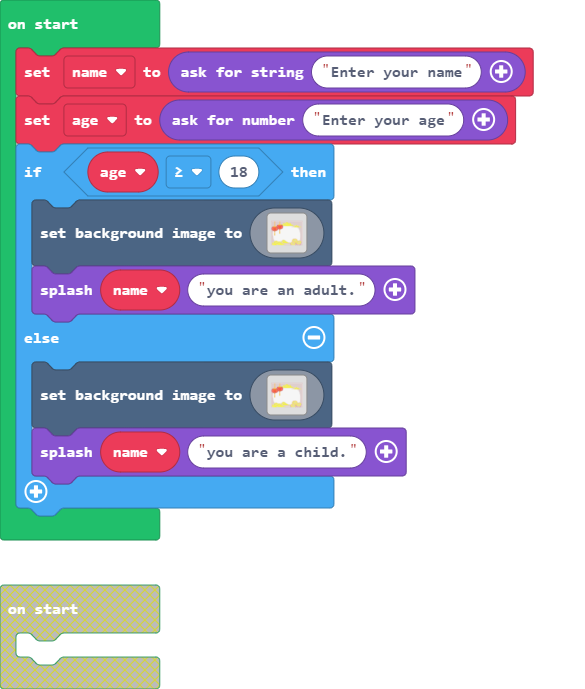 on start
set name to ask for string "Enter your name"
set age to ask for number "Enter your age"
if age ≥ 18 then
set background image to
splash name "you are an adult."
else
set background image to
splash name "you are a child."
on start